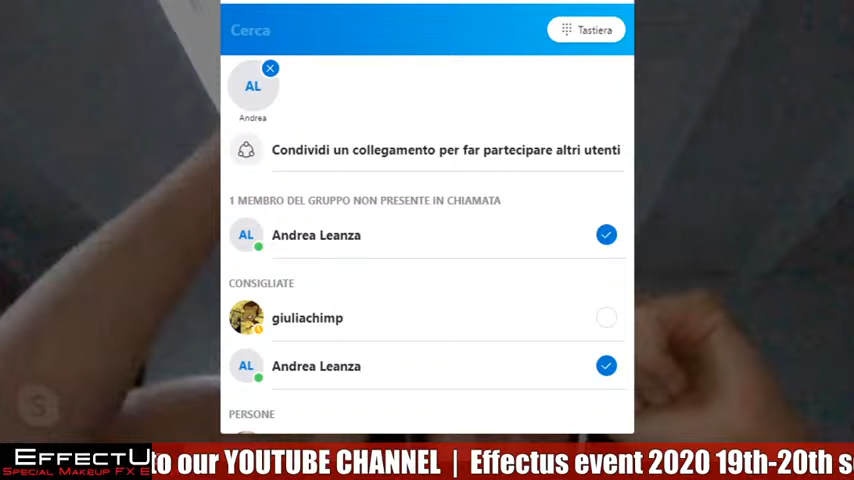 Cerca
Tastiera
AL
Andrea
Condividi un collegamento per far partecipare altri utenti
1 MEMBRO DEL GRUPPO NON PRESENTE IN CHIAMATA
AL
Andrea Leanza
CONSIGLIATE
giuliachimp
AL
Andrea Leanza
PERSONE
EFFECTU
SPECIAL MAKEUP FX E
to our YOUTUBE CHANNEL | Effectus event 2020 19th-20th s